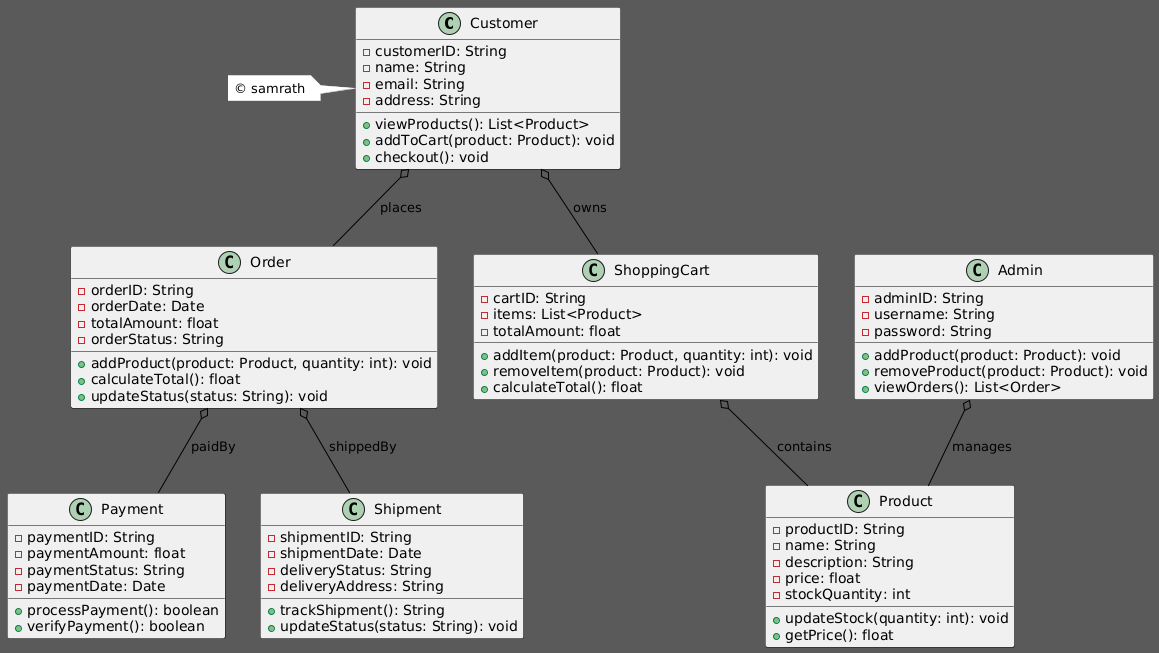 C Customer
customerID: String
name: String
email: String
address: String
viewProducts(): List<Product>
addToCart(product: Product): void
checkout(): void
© samrath
places
owns
C Order
orderID: String
orderDate: Date
totalAmount: float
orderStatus: String
addProduct(product: Product, quantity: int): void
calculateTotal(): float
updateStatus(status: String): void
C ShoppingCart
cartID: String
items: List<Product>
totalAmount: float
addItem(product: Product, quantity: int): void
removeItem(product: Product): void
calculateTotal(): float
C Admin
adminID: String
username: String
password: String
addProduct(product: Product): void
removeProduct(product: Product): void
viewOrders(): List<Order>
paidBy
shippedBy
contains
manages
C Payment
paymentID: String
paymentAmount: float
paymentStatus: String
paymentDate: Date
processPayment(): boolean
verifyPayment(): boolean
C Shipment
shipmentID: String
shipmentDate: Date
deliveryStatus: String
deliveryAddress: String
trackShipment(): String
updateStatus(status: String): void
C Product
productID: String
name: String
description: String
price: float
stockQuantity: int
updateStock(quantity: int): void
getPrice(): float